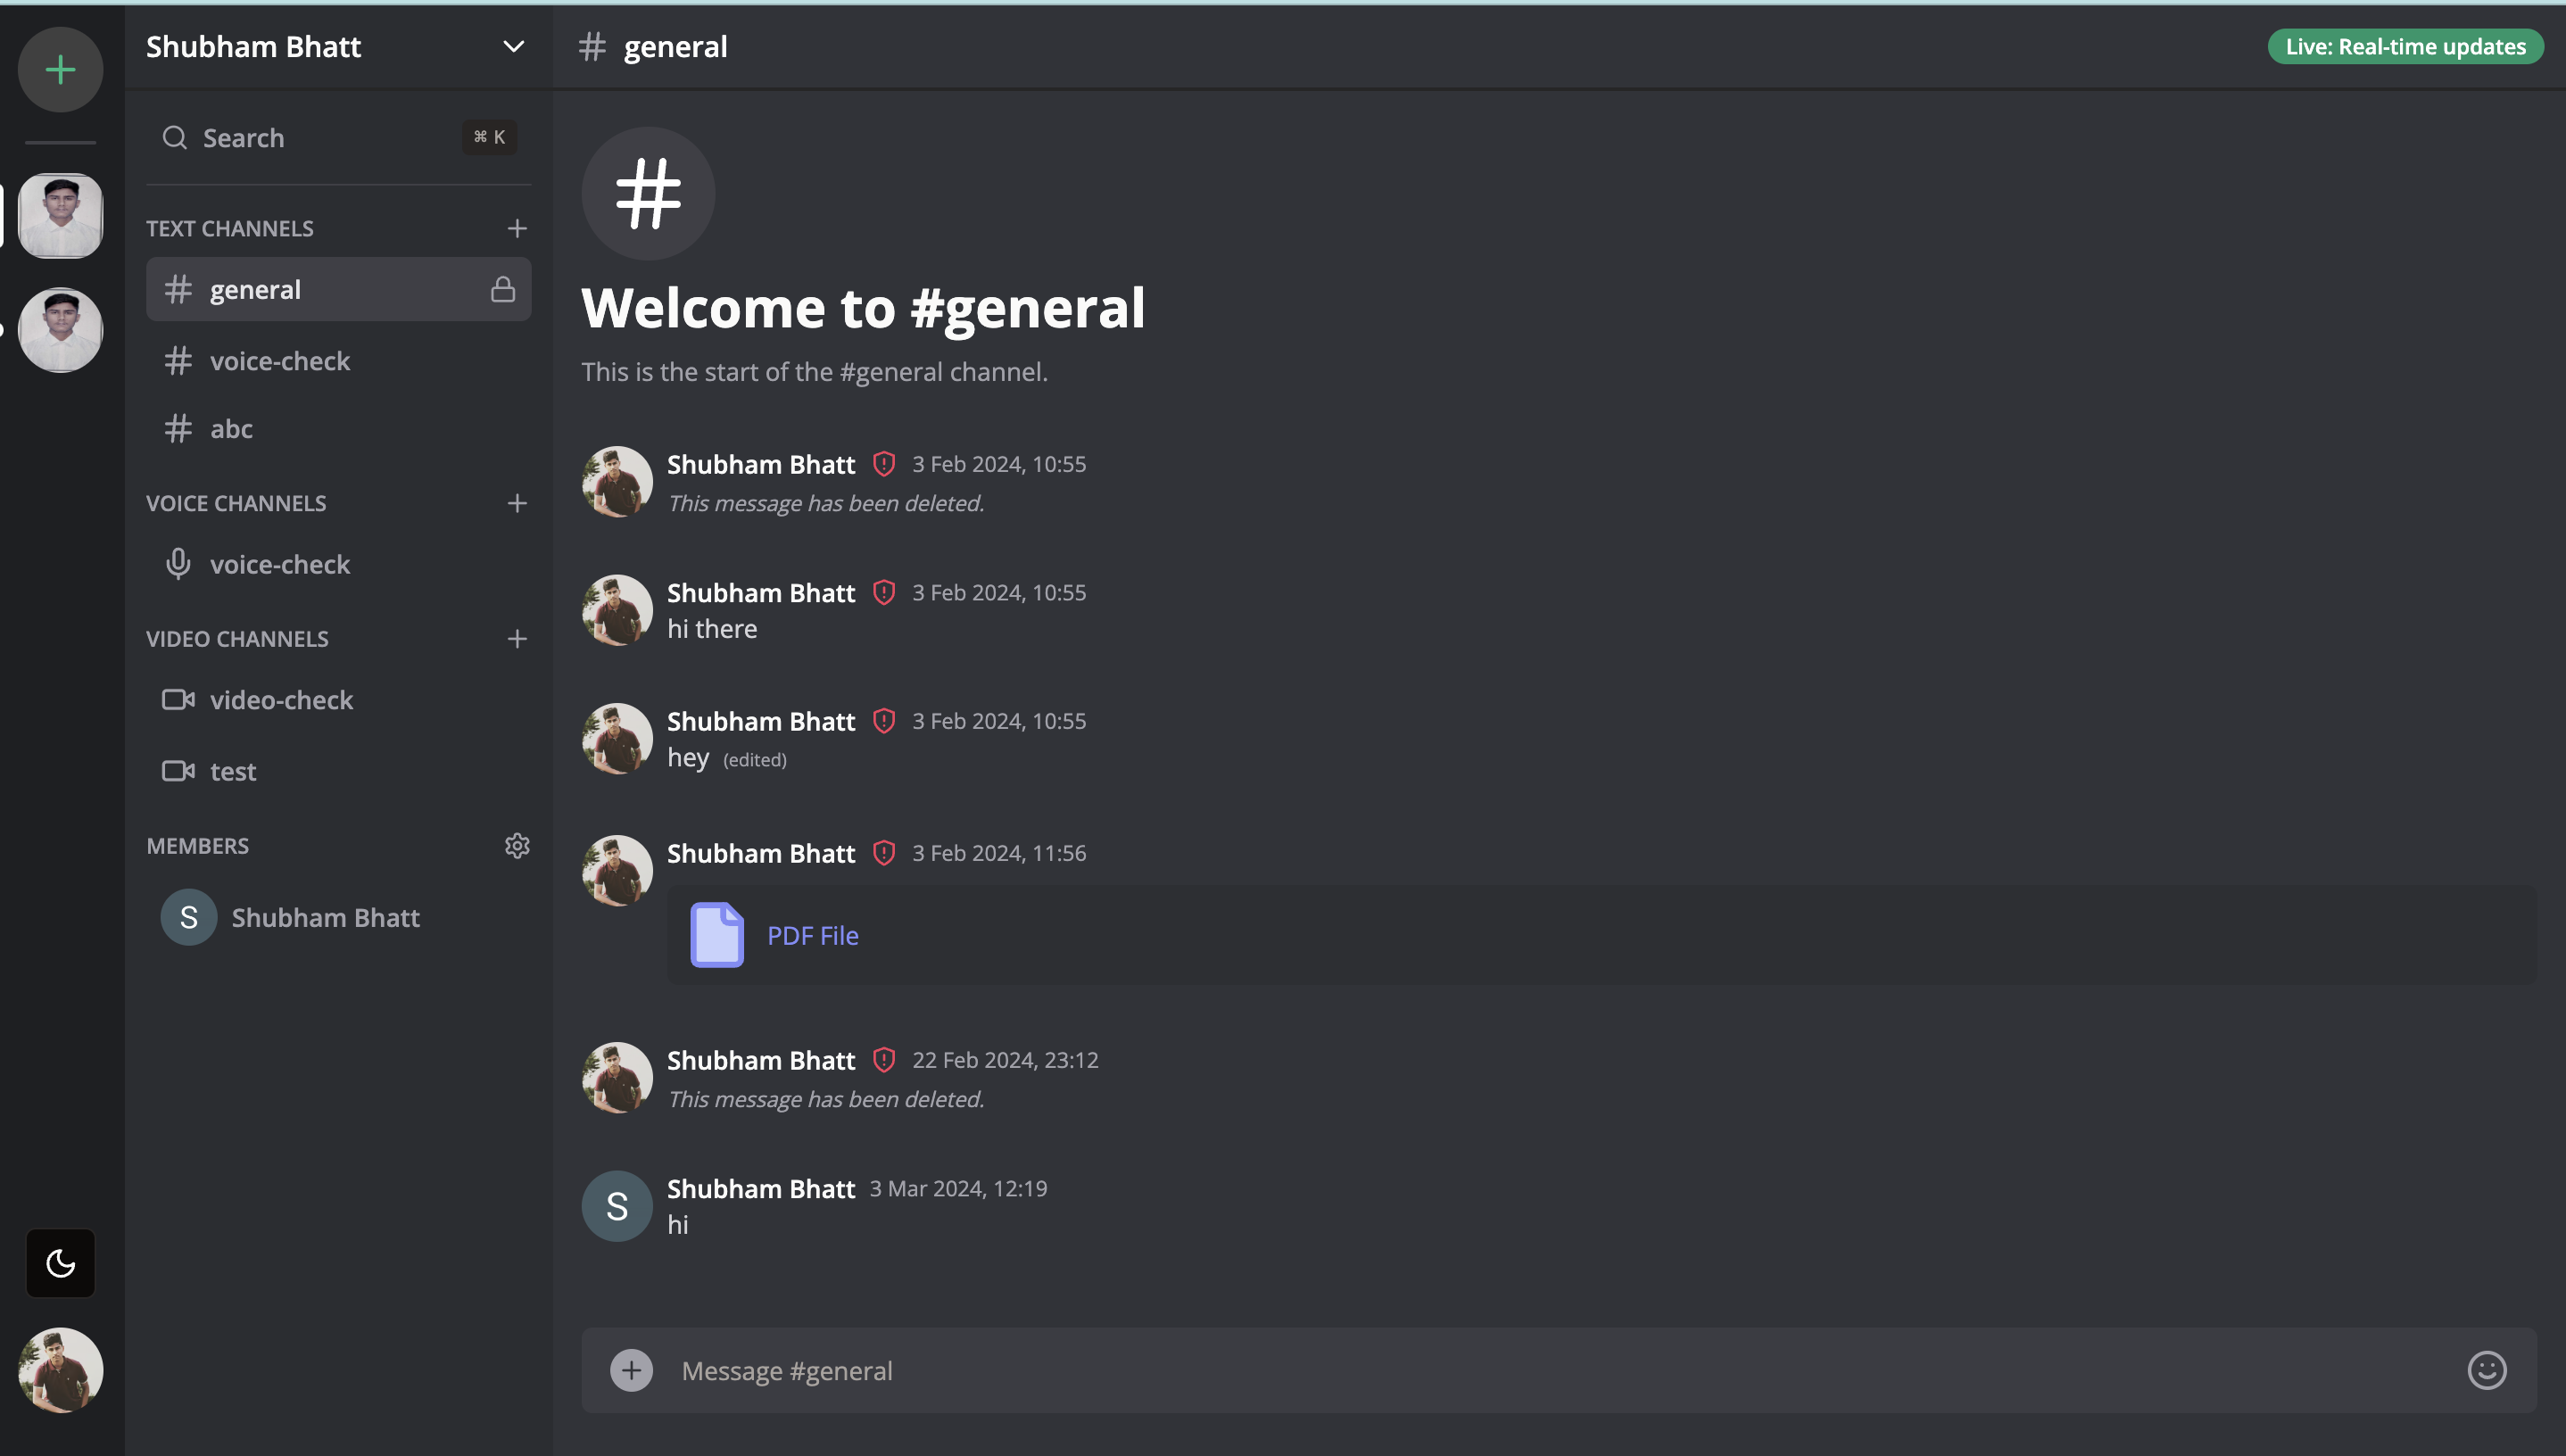 Shubham Bhatt
Search
⌘ K
TEXT CHANNELS
general
voice-check
abc
VOICE CHANNELS
voice-check
VIDEO CHANNELS
video-check
test
MEMBERS
S
Shubham Bhatt
# general
Live: Real-time updates
#
Welcome to #general
This is the start of the #general channel.
Shubham Bhatt 3 Feb 2024, 10:55
This message has been deleted.
Shubham Bhatt 3 Feb 2024, 10:55
hi there
Shubham Bhatt 3 Feb 2024, 10:55
hey (edited)
Shubham Bhatt 3 Feb 2024, 11:56
PDF File
Shubham Bhatt 22 Feb 2024, 23:12
This message has been deleted.
S
Shubham Bhatt 3 Mar 2024, 12:19
hi
Message #general